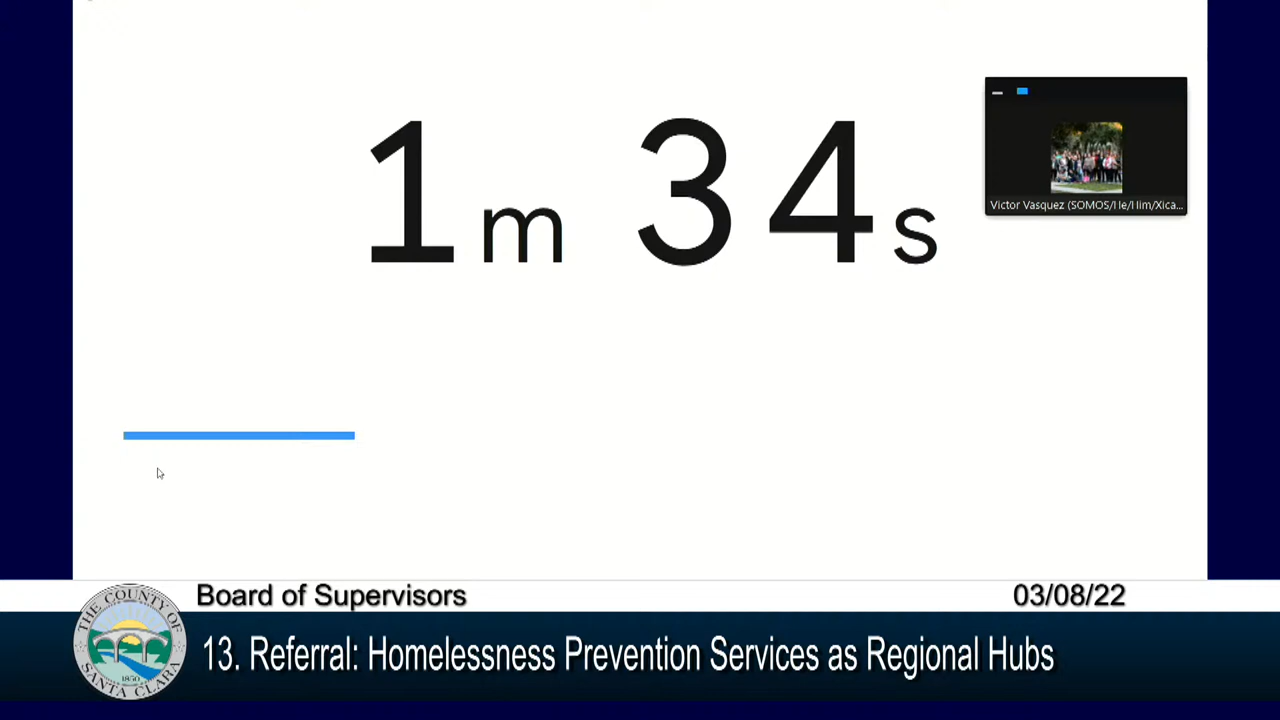 1m 34s
Victor Vasquez (SOMOS/He/Him/Xica...
Board of Supervisors
03/08/22
THE COUNTY OF SANTA CLARA
1850
13. Referral: Homelessness Prevention Services as Regional Hubs